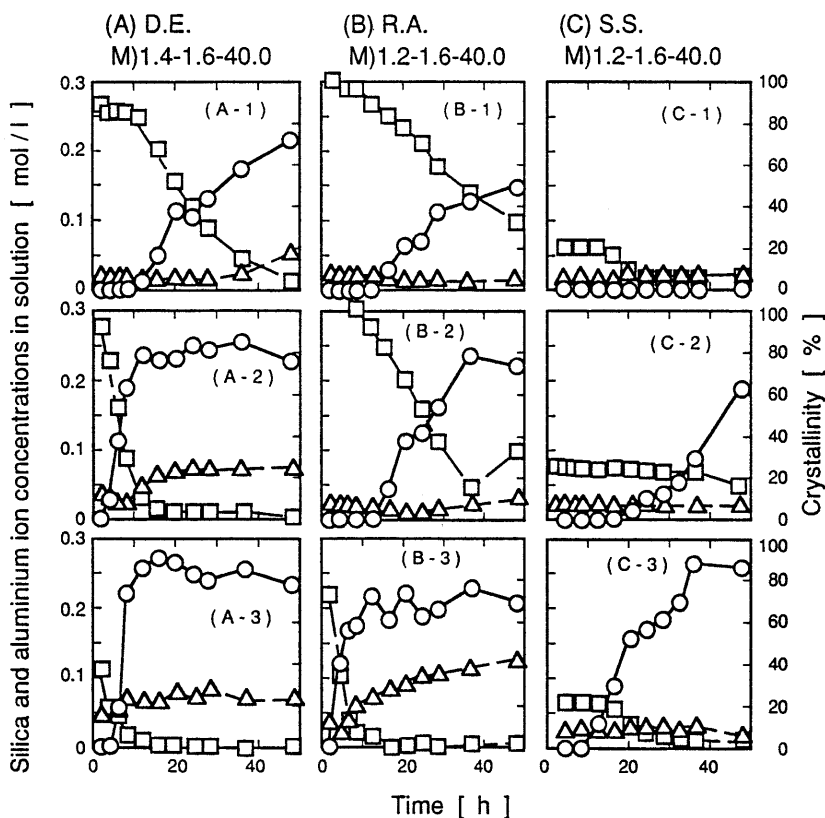 (A) D.E. (B) R.A. (C) S.S.
M)1.4-1.6-40.0 M)1.2-1.6-40.0 M)1.2-1.6-40.0
Silica and aluminium ion concentrations in solution [ mol / l ]
0.3
0.2
0.1
0
(A-1)
(B-1)
(C-1)
100
80
60
40
20
0
0.3
0.2
0.1
0
(A-2)
(B-2)
(C-2)
100
80
60
40
20
0
0.3
0.2
0.1
0
(A-3)
(B-3)
(C-3)
100
80
60
40
20
0
Crystallinity [ % ]
0 20 40 0 20 40 0 20 40
Time [ h ]